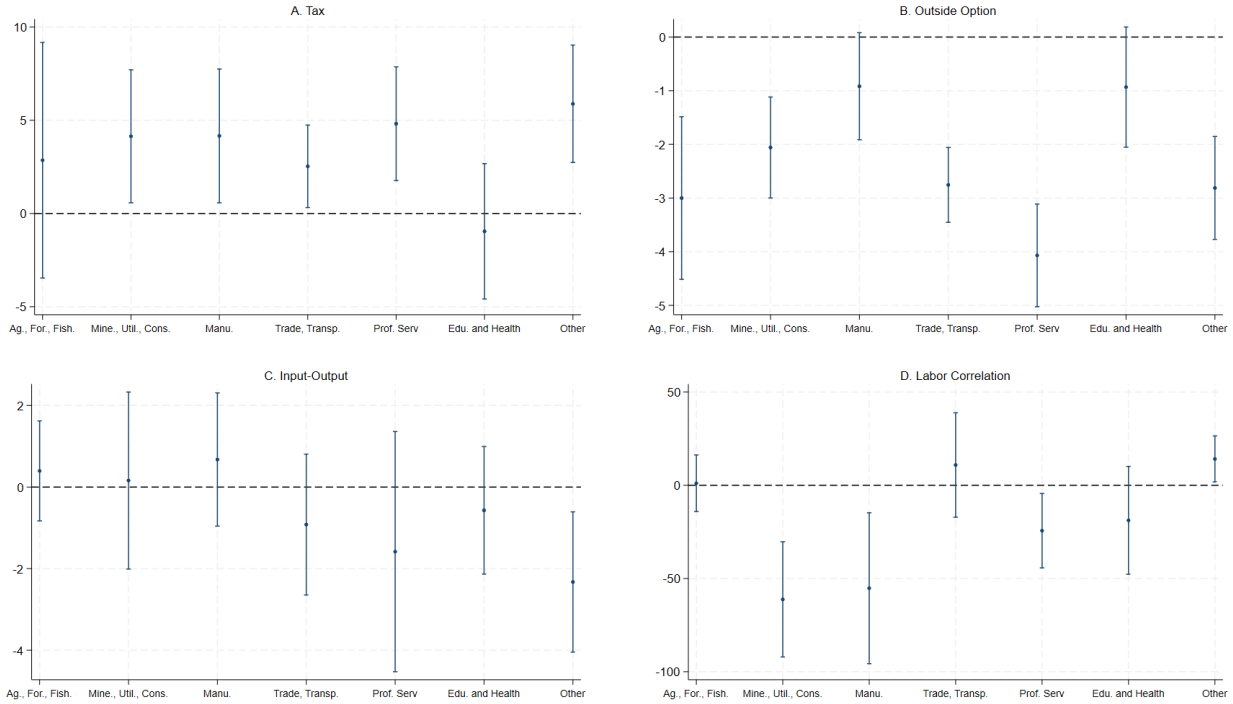 A. Tax
10
5
0
-5
Ag., For., Fish. Mine., Util., Cons. Manu. Trade, Transp. Prof. Serv Edu. and Health Other
B. Outside Option
0
-1
-2
-3
-4
-5
Ag., For., Fish. Mine., Util., Cons. Manu. Trade, Transp. Prof. Serv Edu. and Health Other
C. Input-Output
2
0
-2
-4
Ag., For., Fish. Mine., Util., Cons. Manu. Trade, Transp. Prof. Serv Edu. and Health Other
D. Labor Correlation
50
0
-50
-100
Ag., For., Fish. Mine., Util., Cons. Manu. Trade, Transp. Prof. Serv Edu. and Health Other